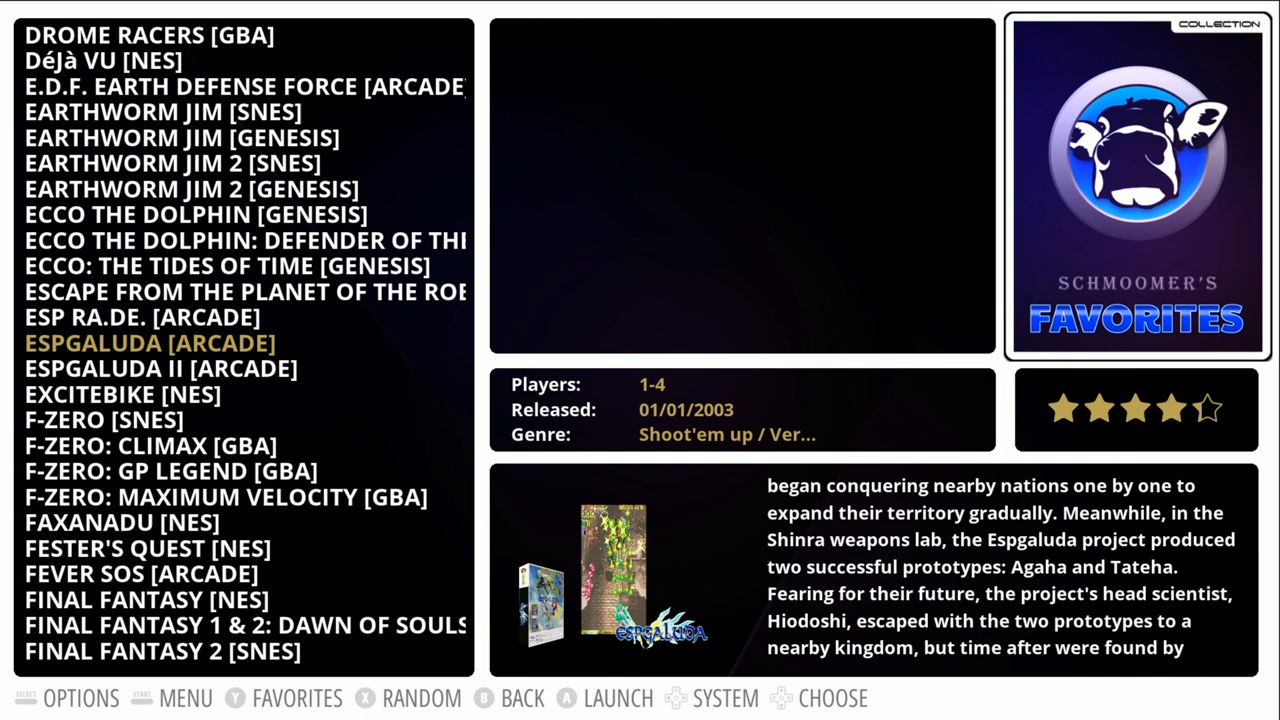 DROME RACERS [GBA]
DéJà VU [NES]
E.D.F. EARTH DEFENSE FORCE [ARCADE]
EARTHWORM JIM [SNES]
EARTHWORM JIM [GENESIS]
EARTHWORM JIM 2 [SNES]
EARTHWORM JIM 2 [GENESIS]
ECCO THE DOLPHIN [GENESIS]
ECCO THE DOLPHIN: DEFENDER OF THE
ECCO: THE TIDES OF TIME [GENESIS]
ESCAPE FROM THE PLANET OF THE ROB
ESP RA.DE. [ARCADE]
ESPGALUDA [ARCADE]
ESPGALUDA II [ARCADE]
EXCITEBIKE [NES]
F-ZERO [SNES]
F-ZERO: CLIMAX [GBA]
F-ZERO: GP LEGEND [GBA]
F-ZERO: MAXIMUM VELOCITY [GBA]
FAXANADU [NES]
FESTER'S QUEST [NES]
FEVER SOS [ARCADE]
FINAL FANTASY [NES]
FINAL FANTASY 1 & 2: DAWN OF SOULS
FINAL FANTASY 2 [SNES]
COLLECTION
SCHMOOMER'S
FAVORITES
Players: 1-4
Released: 01/01/2003
Genre: Shoot'em up / Ver...
ESPGALUDA
began conquering nearby nations one by one to
expand their territory gradually. Meanwhile, in the
Shinra weapons lab, the Espgaluda project produced
two successful prototypes: Agaha and Tateha.
Fearing for their future, the project's head scientist,
Hiodoshi, escaped with the two prototypes to a
nearby kingdom, but time after were found by
SELECT OPTIONS START MENU Y FAVORITES X RANDOM B BACK A LAUNCH SYSTEM CHOOSE